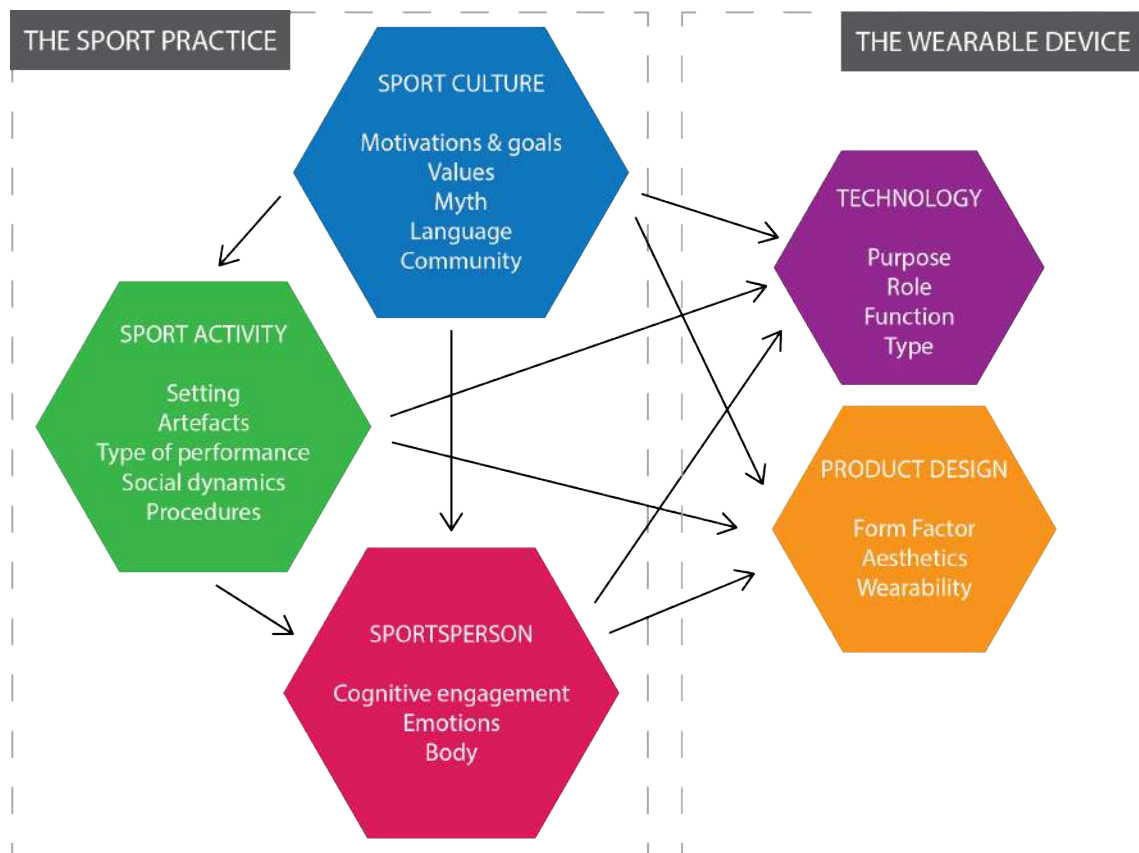 THE SPORT PRACTICE
THE WEARABLE DEVICE
SPORT CULTURE
Motivations & goals
Values
Myth
Language
Community
TECHNOLOGY
Purpose
Role
Function
Type
SPORT ACTIVITY
Setting
Artefacts
Type of performance
Social dynamics
Procedures
PRODUCT DESIGN
Form Factor
Aesthetics
Wearability
SPORTSPERSON
Cognitive engagement
Emotions
Body